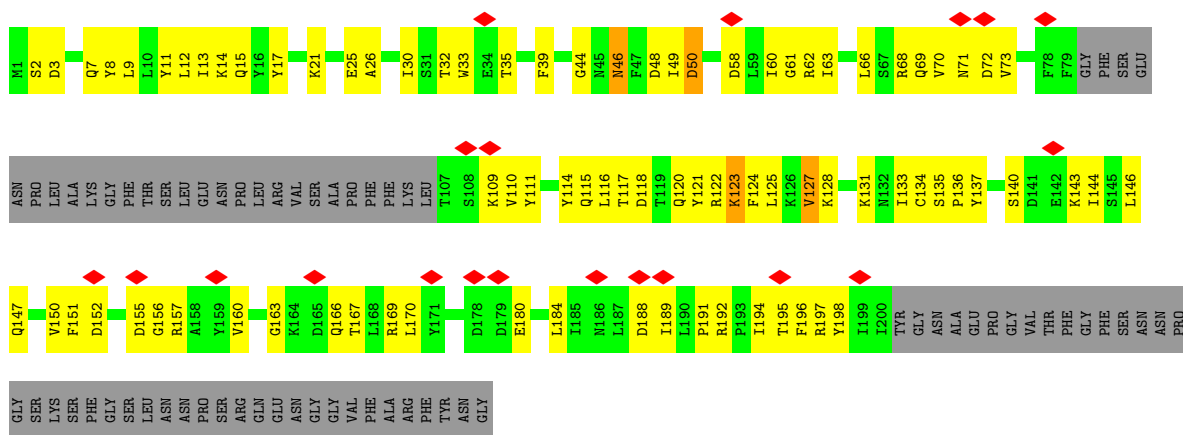 M1 S2 D3 Q7 Y8 L9 L10 Y11 L12 I13 K14 Q15 Y16 Y17 K21 E25 A26 I30 S31 T32 W33 E34 T35 F39 G44 N45 N46 F47 D48 I49 D50 D58 L59 I60 G61 R62 I63 L66 S67 R68 Q69 V70 N71 D72 V73 F78 F79 GLY PHE SER GLU
ASN PRO LEU ALA LYS GLY PHE THR SER LEU GLU ASN PRO LEU ARG VAL SER ALA PRO PHE PHE LYS LEU T107 S108 K109 V110 Y111 Y114 Q115 L116 T117 D118 T119 Q120 Y121 R122 K123 F124 L125 K126 V127 K128 K131 N132 I133 C134 S135 P136 Y137 S140 D141 E142 K143 I144 S145 L146
Q147 V150 F151 D152 D155 G156 R157 A158 Y159 V160 G163 K164 D165 Q166 T167 L168 R169 L170 Y171 D178 D179 E180 L184 I185 N186 L187 D188 I189 L190 P191 R192 P193 I194 T195 F196 R197 Y198 I199 I200 TYR GLY ASN ALA GLU PRO GLY VAL THR PHE GLY PHE SER ASN ASN PRO
GLY SER LYS SER PHE GLY SER LEU ASN ASN PRO SER ARG GLN GLU ASN GLY GLY VAL PHE ALA ARG PHE TYR ASN GLY